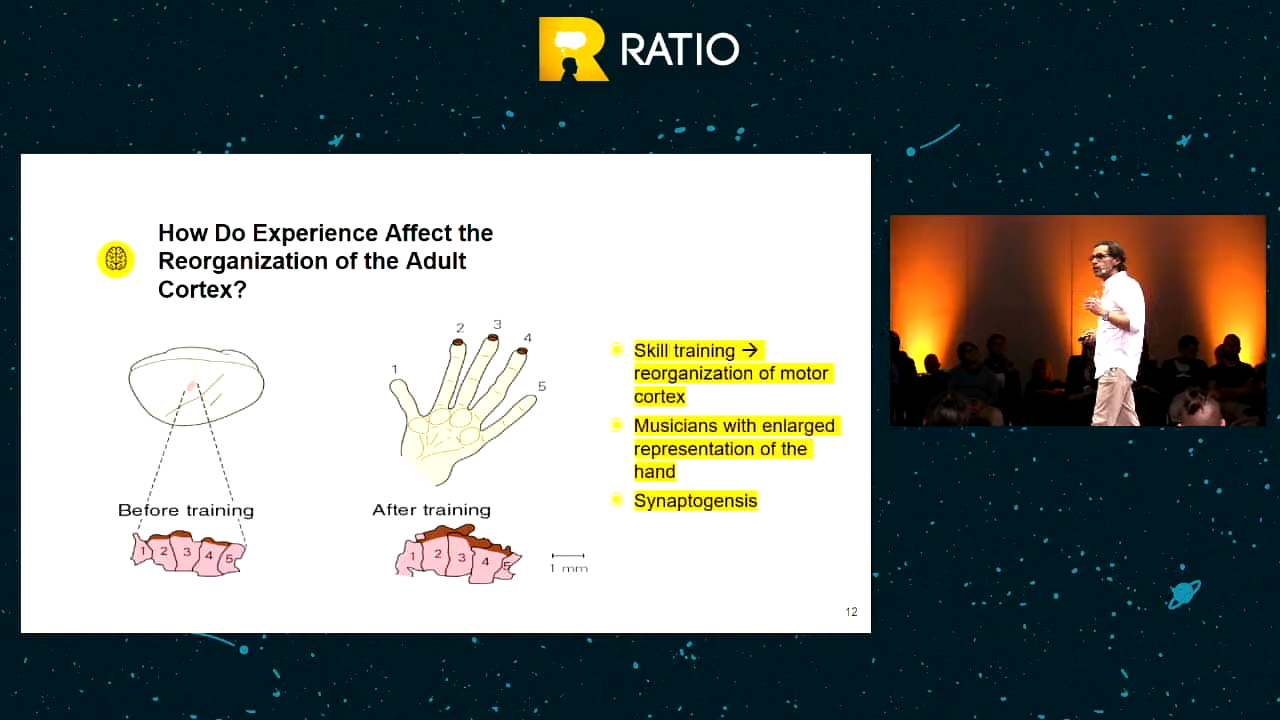 RATIO
How Do Experience Affect the
Reorganization of the Adult
Cortex?
2
3
4
1
5
Skill training →
reorganization of motor
cortex
Musicians with enlarged
representation of the
hand
Synaptogensis
Before training
After training
1 2 3 4 5
1 2 3 4 5
1 mm
12